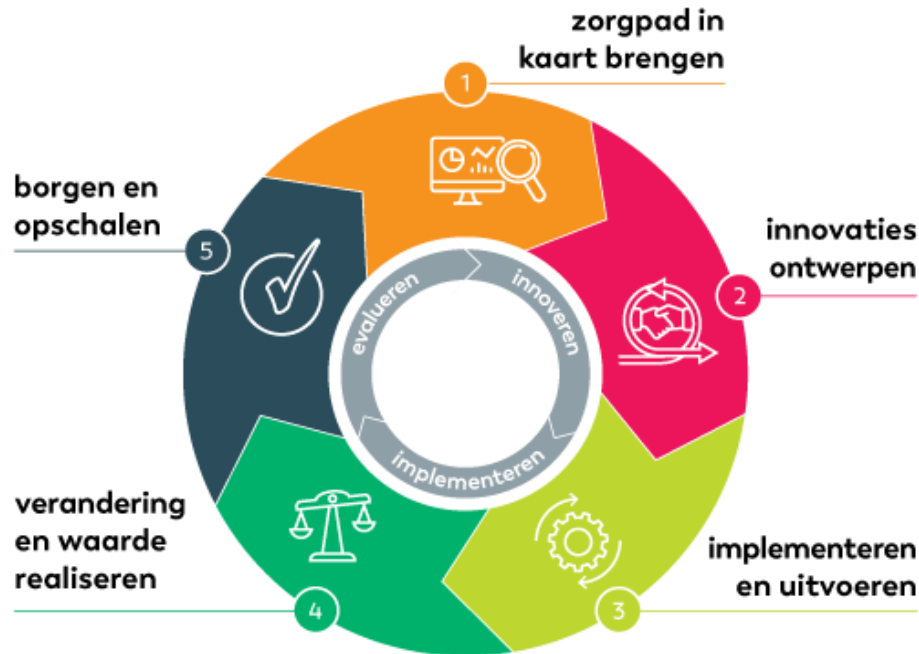 zorgpad in
kaart brengen
1
innovaties
ontwerpen
2
implementeren
en uitvoeren
3
verandering
en waarde
realiseren
4
borgen en
opschalen
5
innoveren
implementeren
evalueren